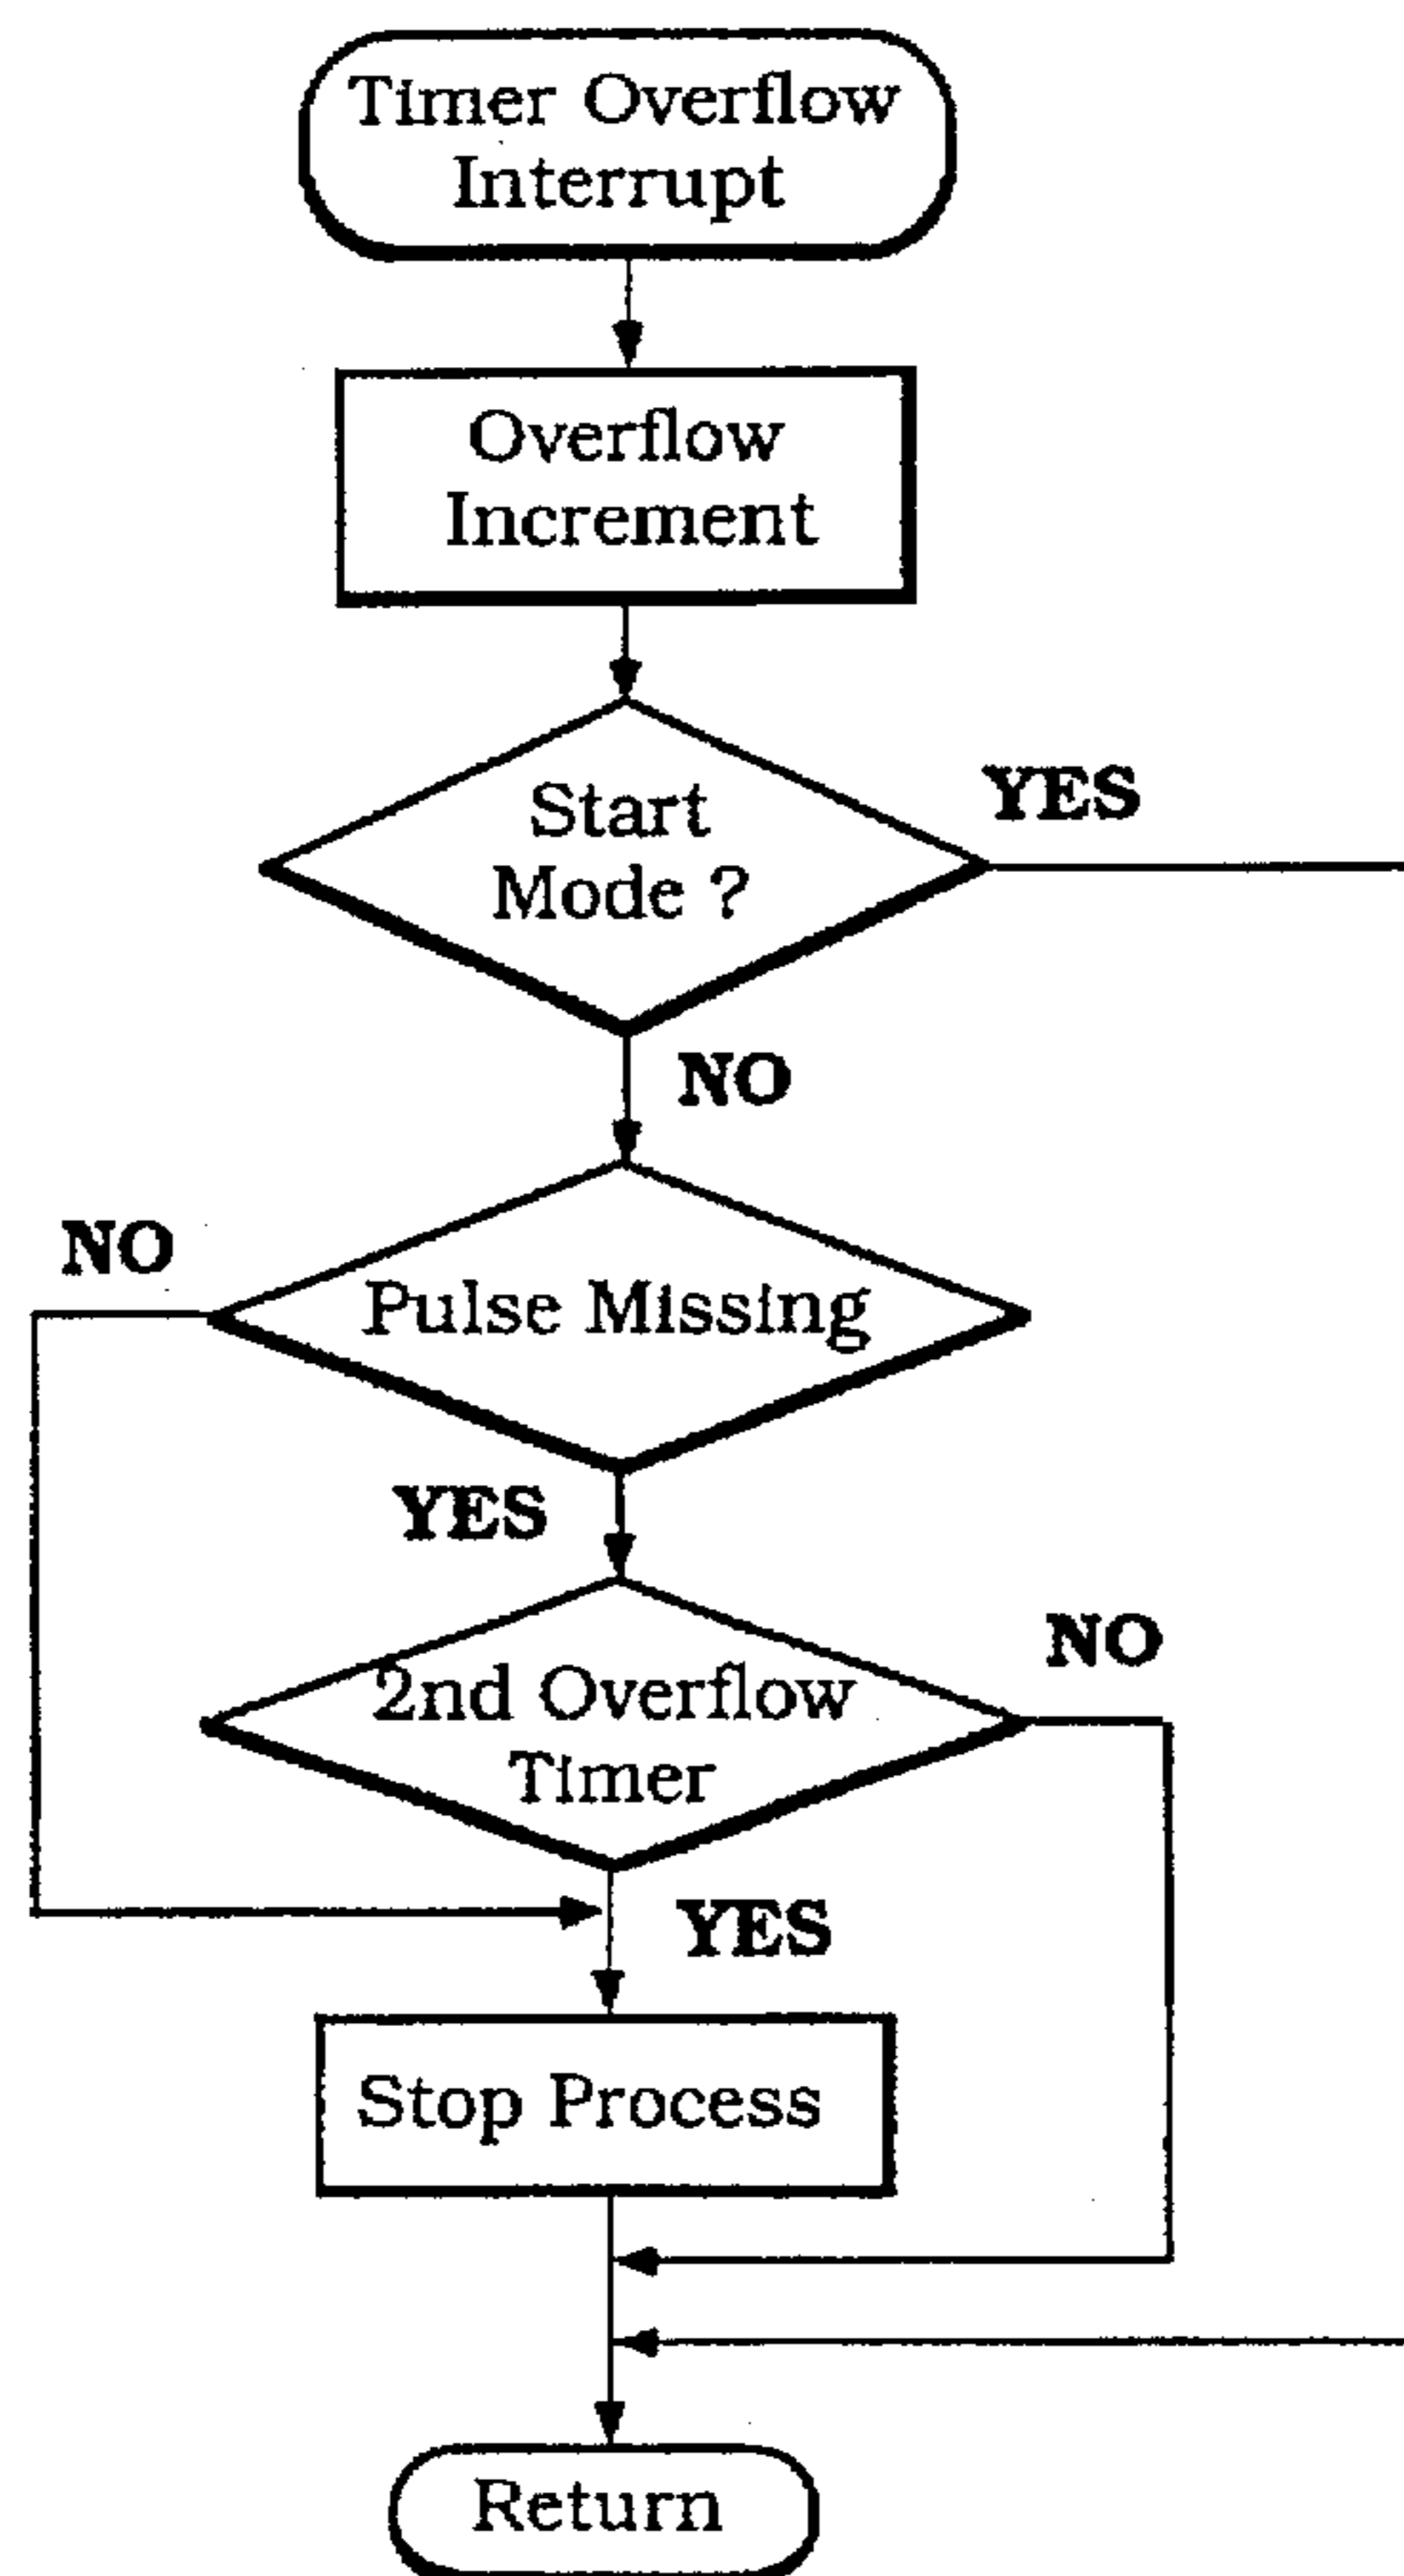 Timer Overflow
Interrupt
Overflow
Increment
Start
Mode ?
YES
NO
NO
Pulse Missing
YES
NO
2nd Overflow
Timer
YES
Stop Process
Return